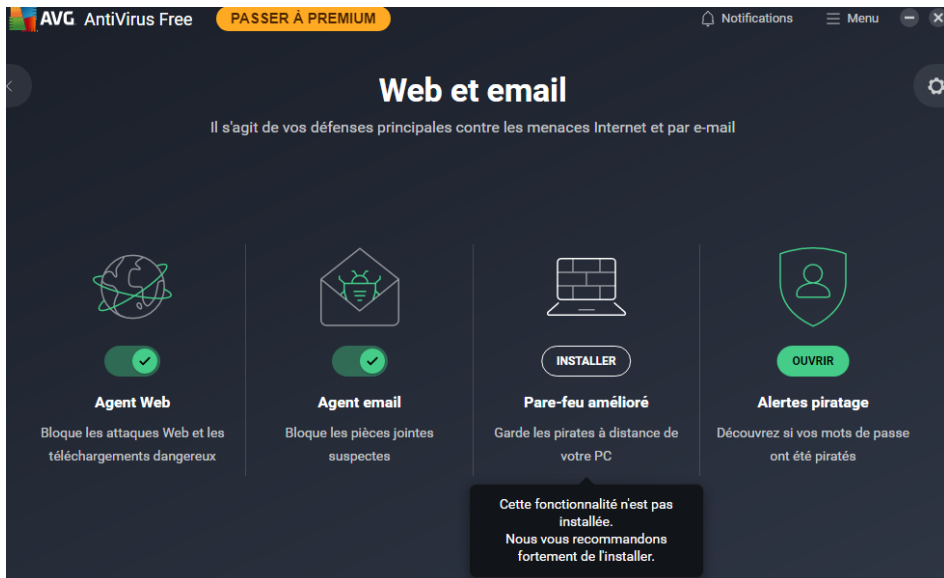 AVG AntiVirus Free
PASSER À PREMIUM
Notifications
Menu
Web et email
Il s'agit de vos défenses principales contre les menaces Internet et par e-mail
INSTALLER
OUVRIR
Agent Web
Agent email
Pare-feu amélioré
Alertes piratage
Bloque les attaques Web et les
téléchargements dangereux
Bloque les pièces jointes
suspectes
Garde les pirates à distance de
votre PC
Découvrez si vos mots de passe
ont été piratés
Cette fonctionnalité n'est pas
installée.
Nous vous recommandons
fortement de l'installer.